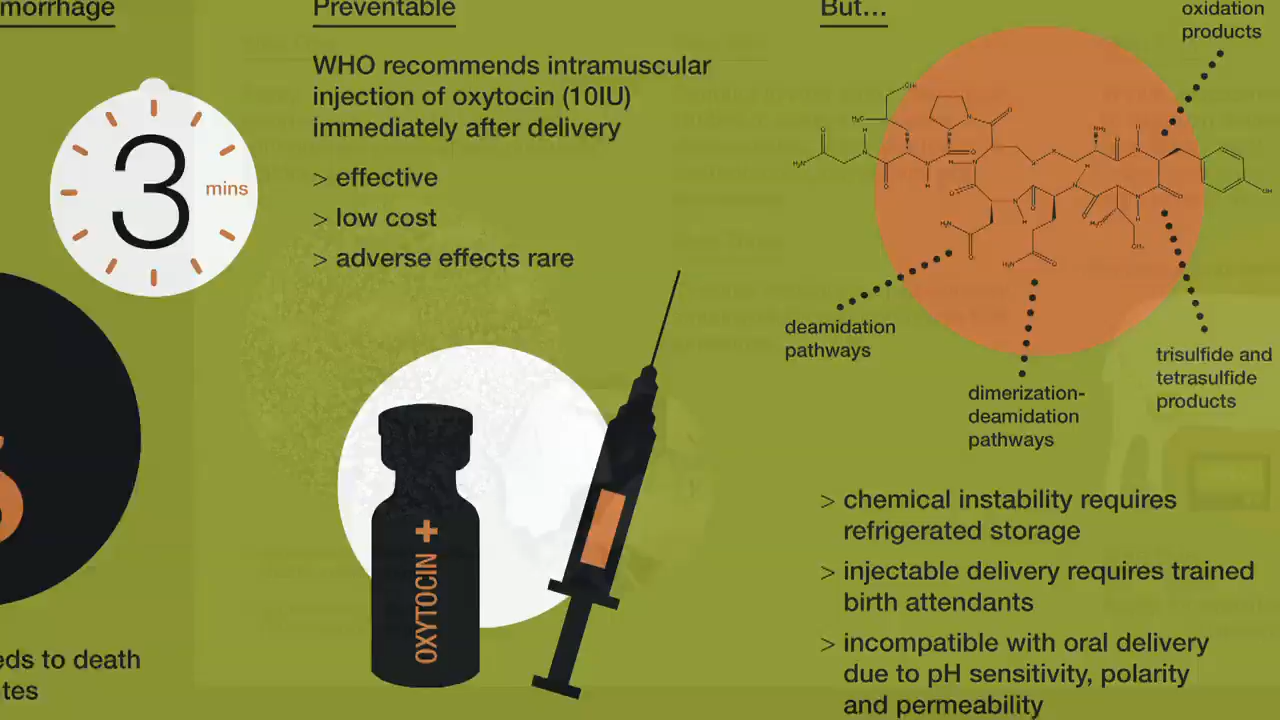 morrhage
3
mins
eds to death
tes
Preventable
WHO recommends intramuscular
injection of oxytocin (10IU)
immediately after delivery
> effective
> low cost
> adverse effects rare
OXYTOCIN +
But...
oxidation
products
deamidation
pathways
dimerization-
deamidation
pathways
trisulfide and
tetrasulfide
products
> chemical instability requires
refrigerated storage
> injectable delivery requires trained
birth attendants
> incompatible with oral delivery
due to pH sensitivity, polarity
and permeability